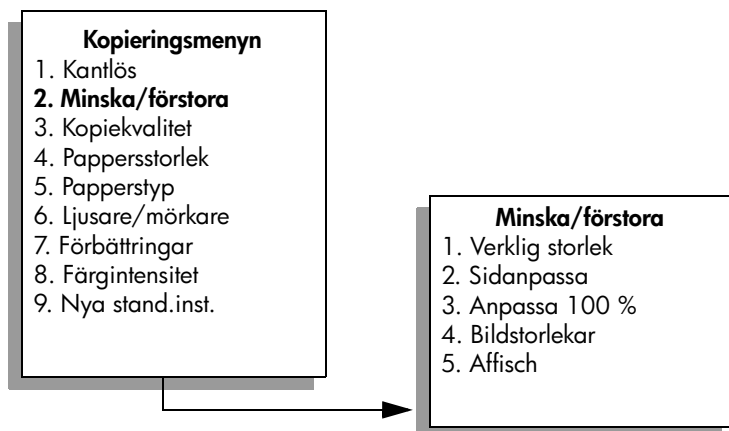 Kopieringsmenyn
1. Kantlös
2. Minska/förstora
3. Kopiekvalitet
4. Pappersstorlek
5. Papperstyp
6. Ljusare/mörkare
7. Förbättringar
8. Färgintensitet
9. Nya stand.inst.
Minska/förstora
1. Verklig storlek
2. Sidanpassa
3. Anpassa 100 %
4. Bildstorlekar
5. Affisch